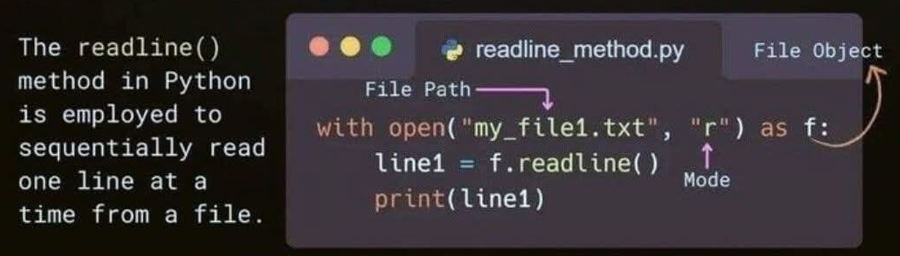 The readline()
method in Python
is employed to
sequentially read
one line at a
time from a file.
readline_method.py
File Object
File Path
with open("my_file1.txt", "r") as f:
line1 = f.readline()
Mode
print(line1)